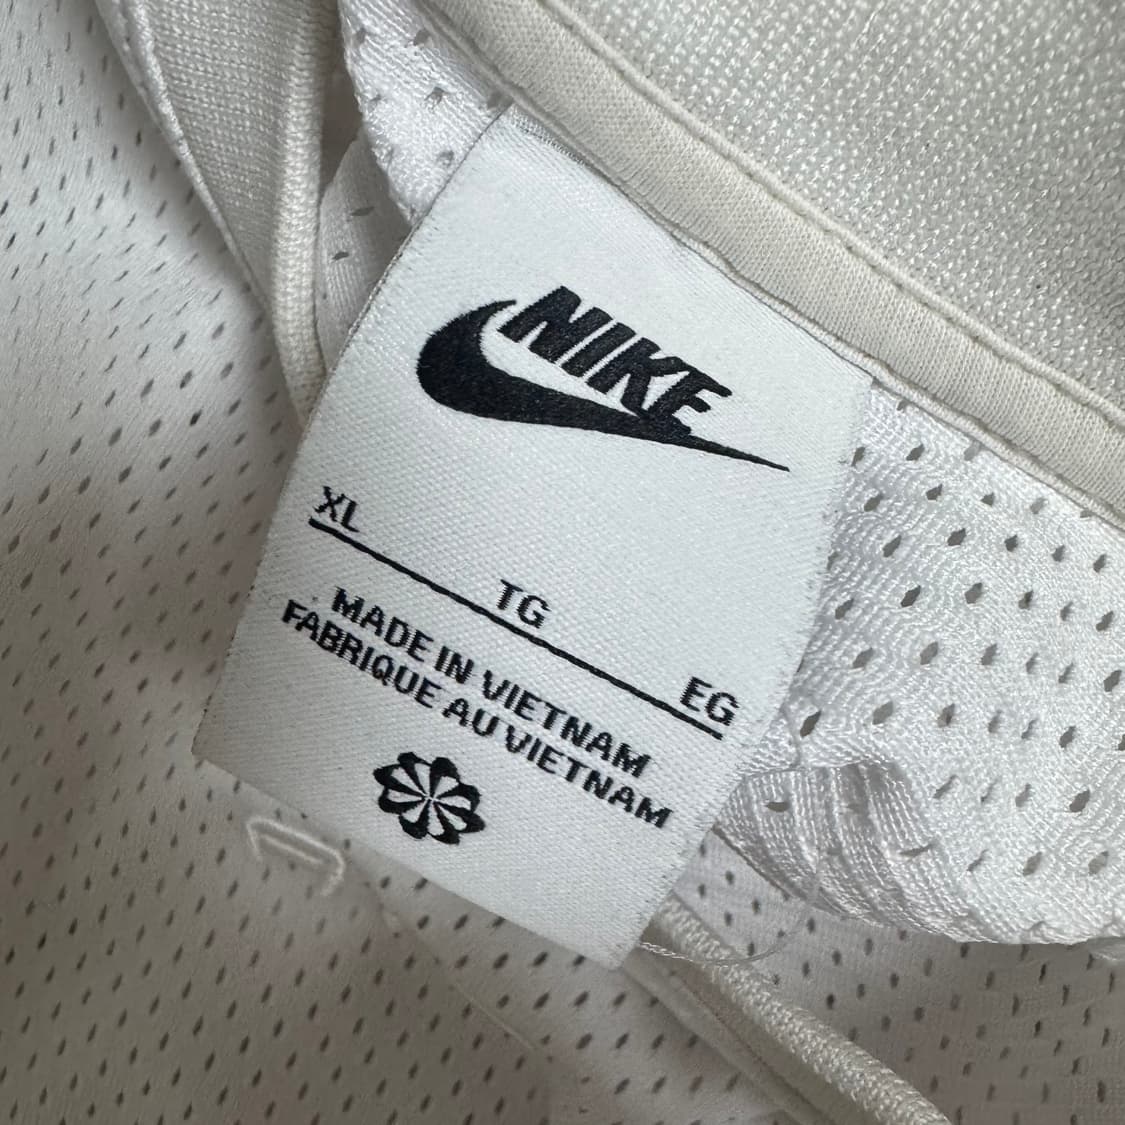 NIKE
XL TG EG
MADE IN VIETNAM
FABRIQUE AU VIETNAM